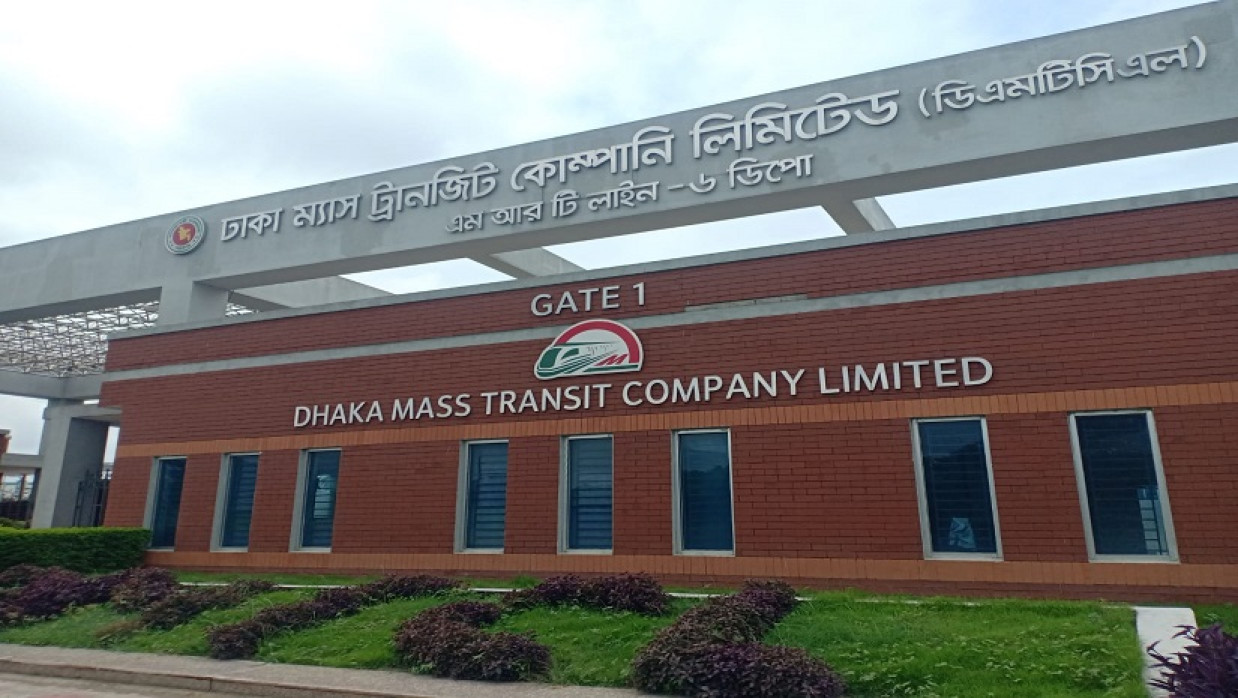 ঢাকা ম্যাস ট্রানজিট কোম্পানি লিমিটেড (ডিএমটিসিএল)
এম আর টি লাইন - ৬ ডিপো
GATE 1
DHAKA MASS TRANSIT COMPANY LIMITED